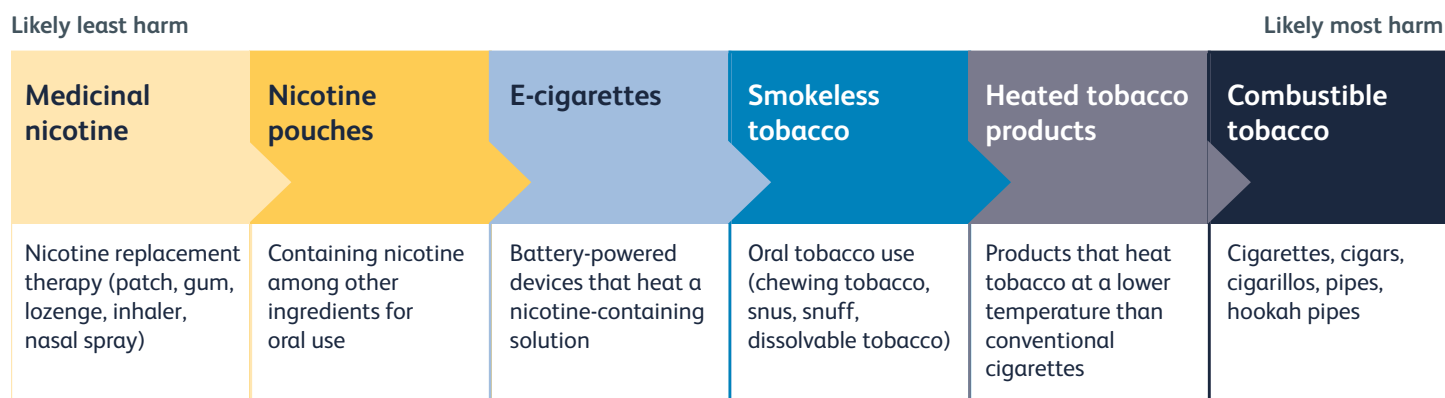 Likely least harm
Likely most harm
Medicinal
nicotine
Nicotine
pouches
E-cigarettes
Smokeless
tobacco
Heated tobacco
products
Combustible
tobacco
Nicotine replacement
therapy (patch, gum,
lozenge, inhaler,
nasal spray)
Containing nicotine
among other
ingredients for
oral use
Battery-powered
devices that heat a
nicotine-containing
solution
Oral tobacco use
(chewing tobacco,
snus, snuff,
dissolvable tobacco)
Products that heat
tobacco at a lower
temperature than
conventional
cigarettes
Cigarettes, cigars,
cigarillos, pipes,
hookah pipes